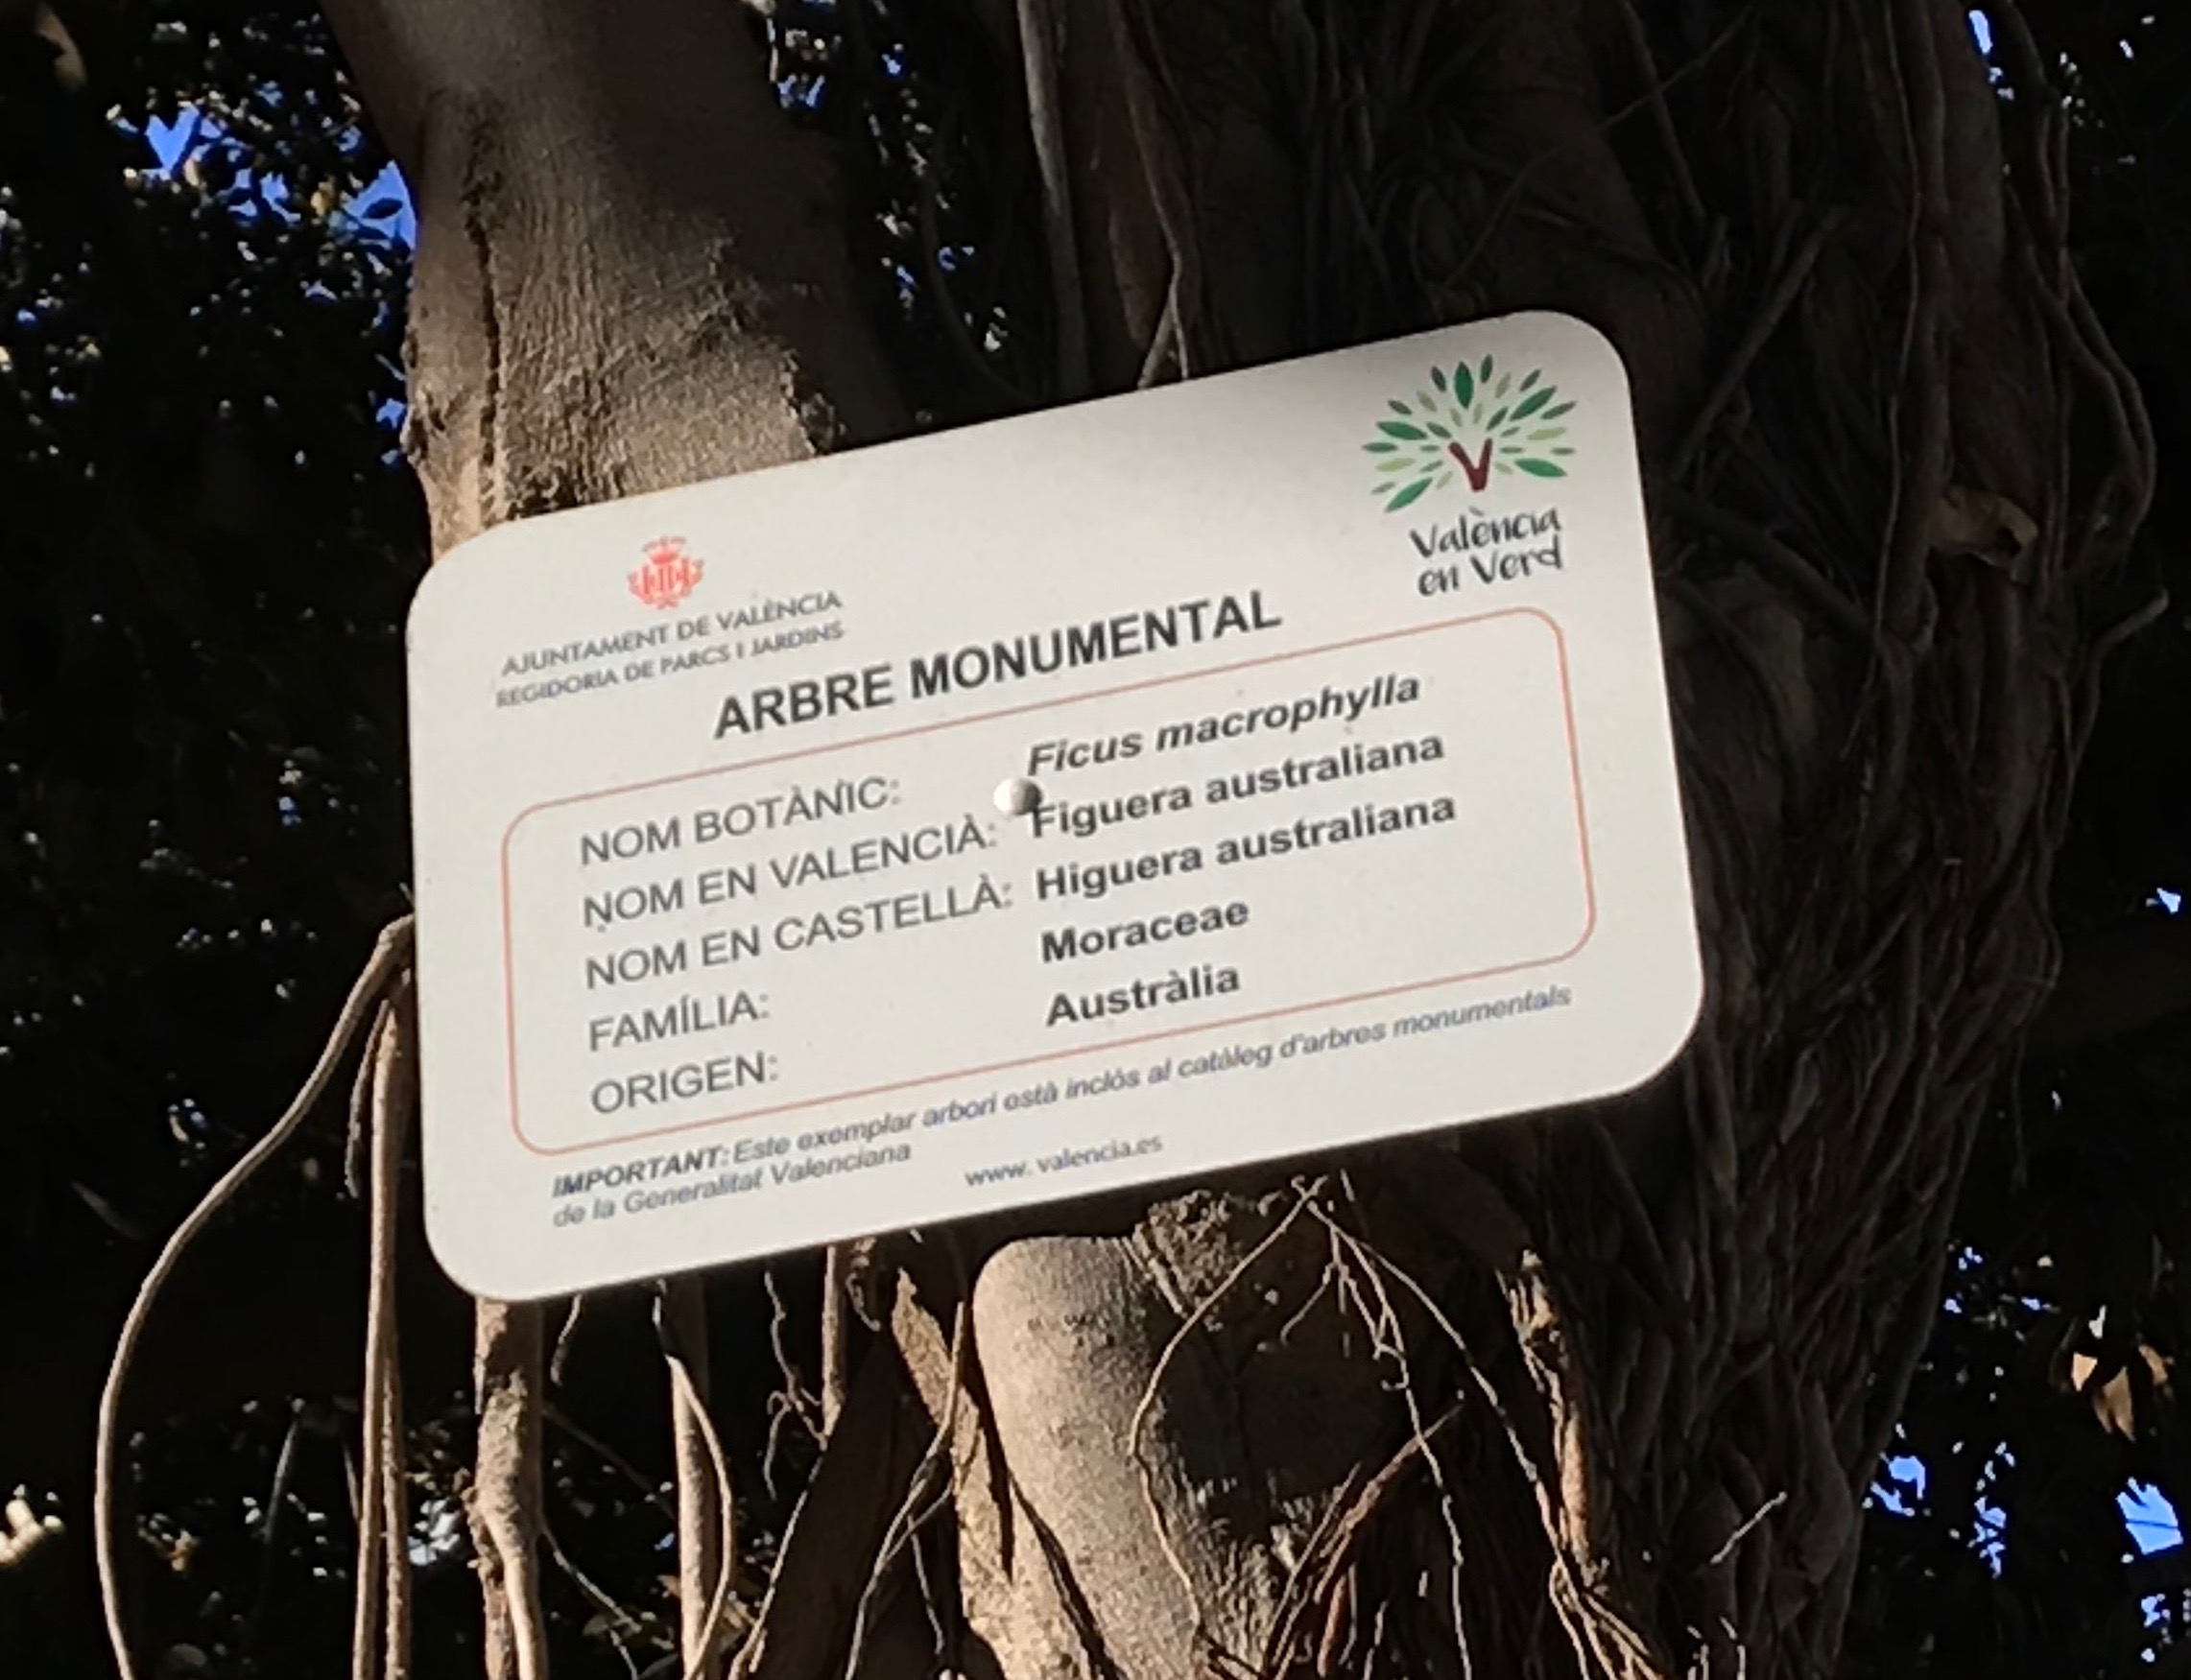 AJUNTAMENT DE VALÈNCIA
REGIDORIA DE PARCS I JARDINS
València
en Verd
ARBRE MONUMENTAL
NOM BOTÀNIC: Ficus macrophylla
NOM EN VALENCIÀ: Figuera australiana
NOM EN CASTELLÀ: Higuera australiana
FAMÍLIA: Moraceae
ORIGEN: Austràlia
IMPORTANT: Este exemplar arbori està inclòs al catàleg d'arbres monumentals
de la Generalitat Valenciana
www.valencia.es